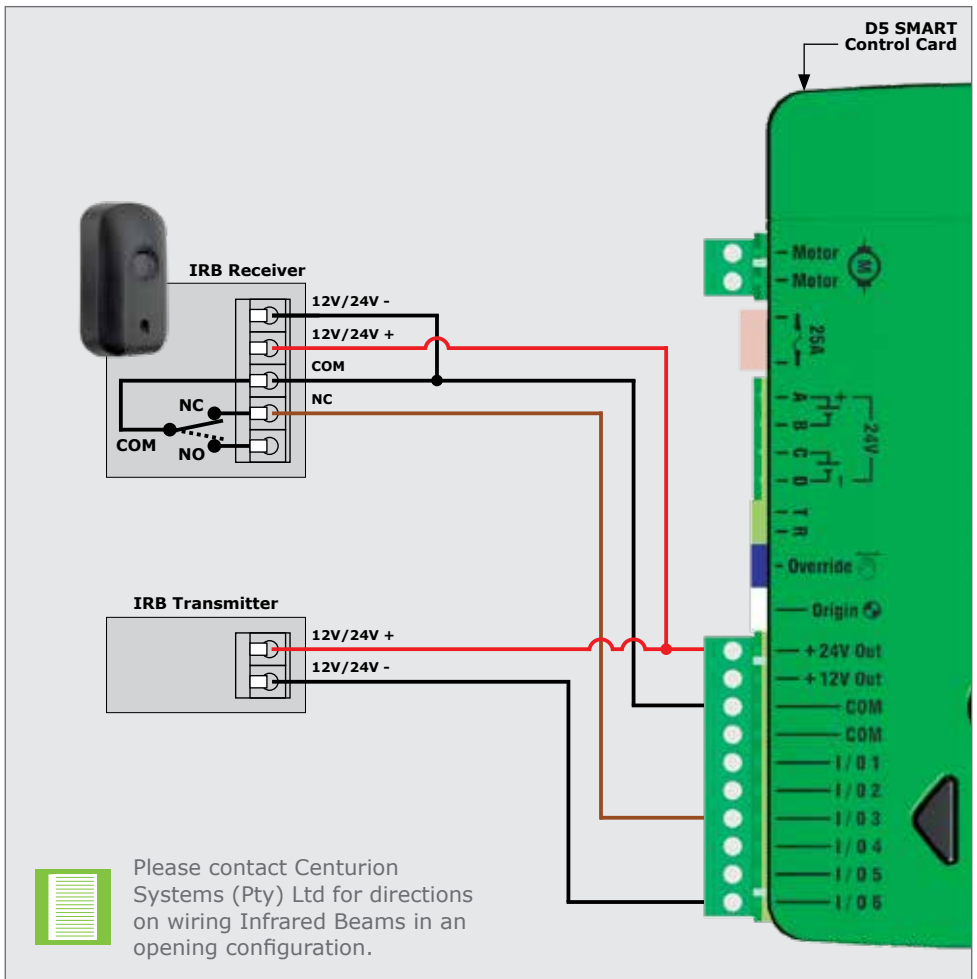 D5 SMART
Control Card
IRB Receiver
12V/24V -
12V/24V +
COM
NC
NC
COM
NO
IRB Transmitter
12V/24V +
12V/24V -
Motor
Motor
M
25A
A +
B
24V
C
D -
T
R
Override
Origin
+ 24V Out
+ 12V Out
COM
COM
I/O 1
I/O 2
I/O 3
I/O 4
I/O 5
I/O 6
Please contact Centurion
Systems (Pty) Ltd for directions
on wiring Infrared Beams in an
opening configuration.